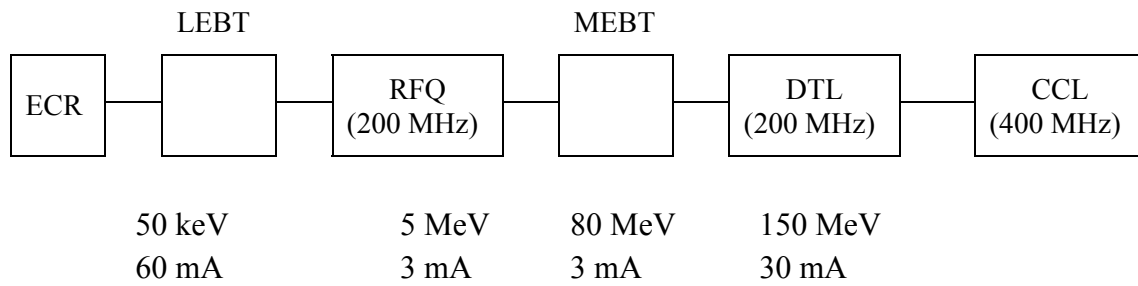 LEBT MEBT
ECR RFQ DTL CCL
(200 MHz) (200 MHz) (400 MHz)
50 keV 5 MeV 80 MeV 150 MeV
60 mA 3 mA 3 mA 30 mA